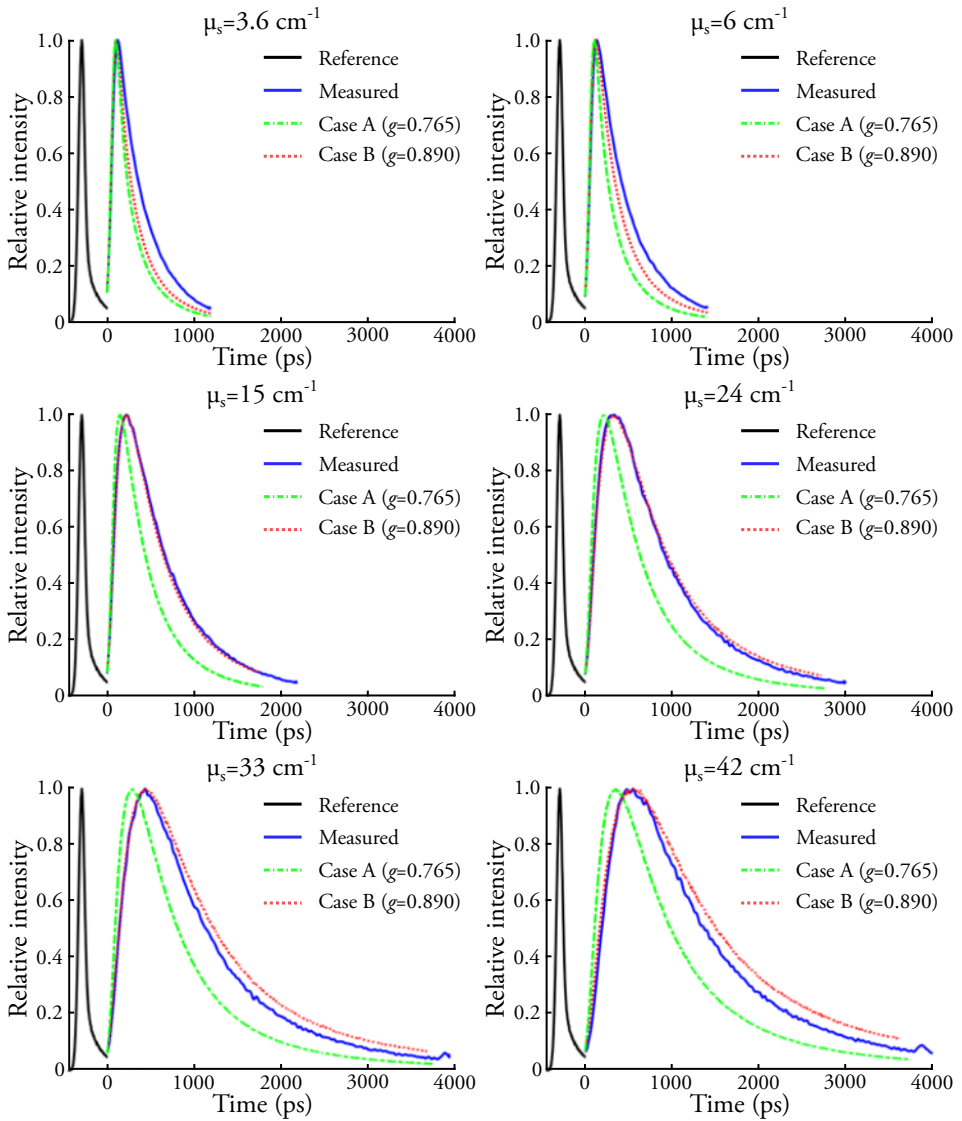 μs=3.6 cm-1
Relative intensity
1.0
0.8
0.6
0.4
0.2
0
Reference
Measured
Case A (g=0.765)
Case B (g=0.890)
0 1000 2000 3000 4000
Time (ps)
μs=6 cm-1
Relative intensity
1.0
0.8
0.6
0.4
0.2
0
Reference
Measured
Case A (g=0.765)
Case B (g=0.890)
0 1000 2000 3000 4000
Time (ps)
μs=15 cm-1
Relative intensity
1.0
0.8
0.6
0.4
0.2
0
Reference
Measured
Case A (g=0.765)
Case B (g=0.890)
0 1000 2000 3000 4000
Time (ps)
μs=24 cm-1
Relative intensity
1.0
0.8
0.6
0.4
0.2
0
Reference
Measured
Case A (g=0.765)
Case B (g=0.890)
0 1000 2000 3000 4000
Time (ps)
μs=33 cm-1
Relative intensity
1.0
0.8
0.6
0.4
0.2
0
Reference
Measured
Case A (g=0.765)
Case B (g=0.890)
0 1000 2000 3000 4000
Time (ps)
μs=42 cm-1
Relative intensity
1.0
0.8
0.6
0.4
0.2
0
Reference
Measured
Case A (g=0.765)
Case B (g=0.890)
0 1000 2000 3000 4000
Time (ps)